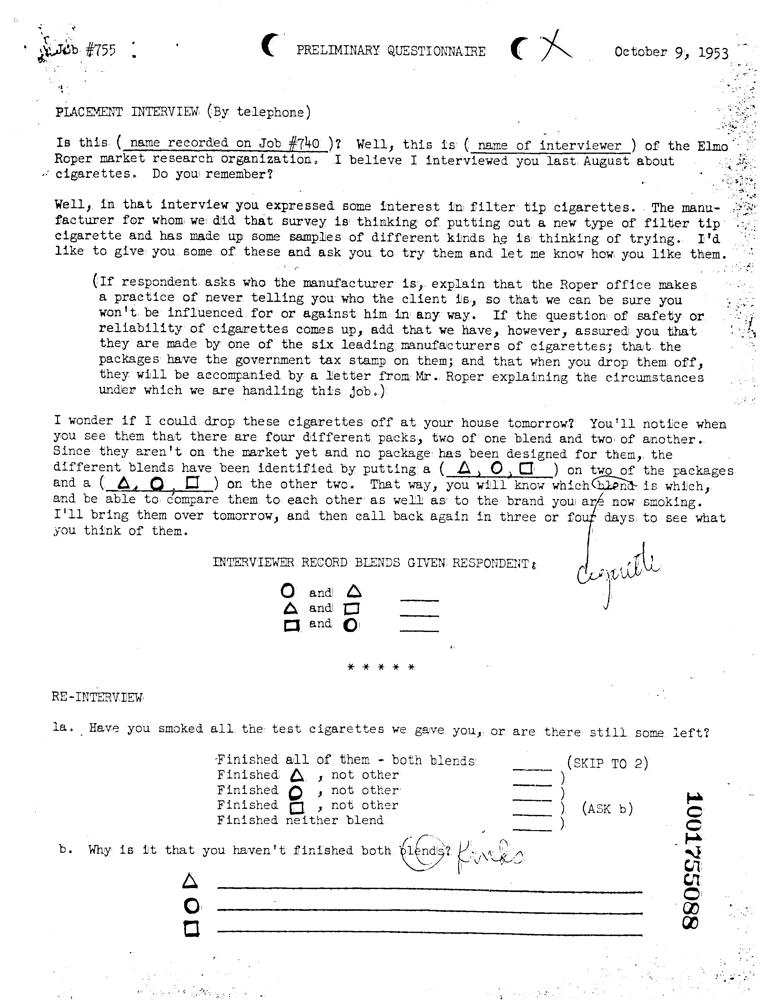 Job #755 PRELIMINARY QUESTIONNAIRE October 9, 1953
PLACEMENT INTERVIEW (By telephone)
Is this ( name recorded on Job #740 )? Well, this is ( name of interviewer ) of the Elmo
Roper market research organization. I believe I interviewed you last August about
cigarettes. Do you remember?
Well, in that interview you expressed some interest in filter tip cigarettes. The manu-
facturer for whom we did that survey is thinking of putting out a new type of filter tip
cigarette and has made up some samples of different kinds he is thinking of trying. I'd
like to give you some of these and ask you to try them and let me know how you like them.
(If respondent asks who the manufacturer is, explain that the Roper office makes
a practice of never telling you who the client is, so that we can be sure you
won't be influenced for or against him in any way. If the question of safety or
reliability of cigarettes comes up, add that we have, however, assured you that
they are made by one of the six leading manufacturers of cigarettes; that the
packages have the government tax stamp on them; and that when you drop them off,
they will be accompanied by a letter from Mr. Roper explaining the circumstances
under which we are handling this job.)
I wonder if I could drop these cigarettes off at your house tomorrow? You'll notice when
you see them that there are four different packs, two of one blend and two of another.
Since they aren't on the market yet and no package has been designed for them, the
different blends have been identified by putting a ( △, ○, □ ) on two of the packages
and a ( △, ○, □ ) on the other two. That way, you will know which blend is which,
and be able to compare them to each other as well as to the brand you are now smoking.
I'll bring them over tomorrow, and then call back again in three or four days to see what
you think of them.
cigarette
INTERVIEWER RECORD BLENDS GIVEN RESPONDENT:
○ and △ ____
△ and □ ____
□ and ○ ____
* * * * *
RE-INTERVIEW
1a. Have you smoked all the test cigarettes we gave you, or are there still some left?
Finished all of them - both blends ____ (SKIP TO 2)
Finished △ , not other ____ )
Finished ○ , not other ____ )
Finished □ , not other ____ ) (ASK b)
Finished neither blend ____ )
b. Why is it that you haven't finished both blends? Kinds
△
○
□
1001755088